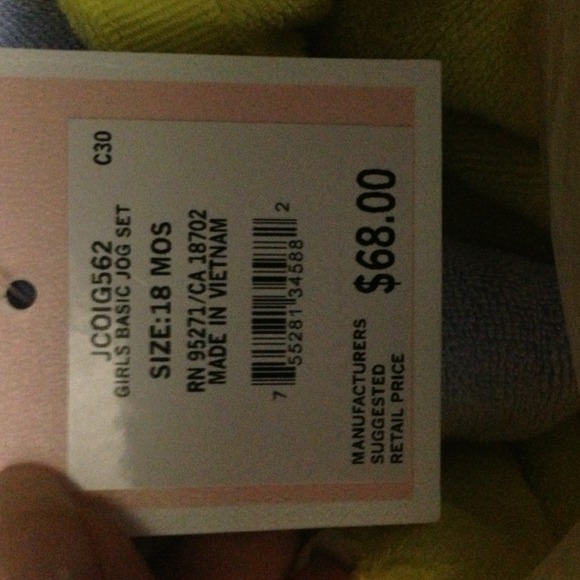 JCOIG562 C30
GIRLS BASIC JOG SET
SIZE:18 MOS
RN 95271/CA 18702
MADE IN VIETNAM
7 55281 34588 2
MANUFACTURERS
SUGGESTED
RETAIL PRICE
$68.00